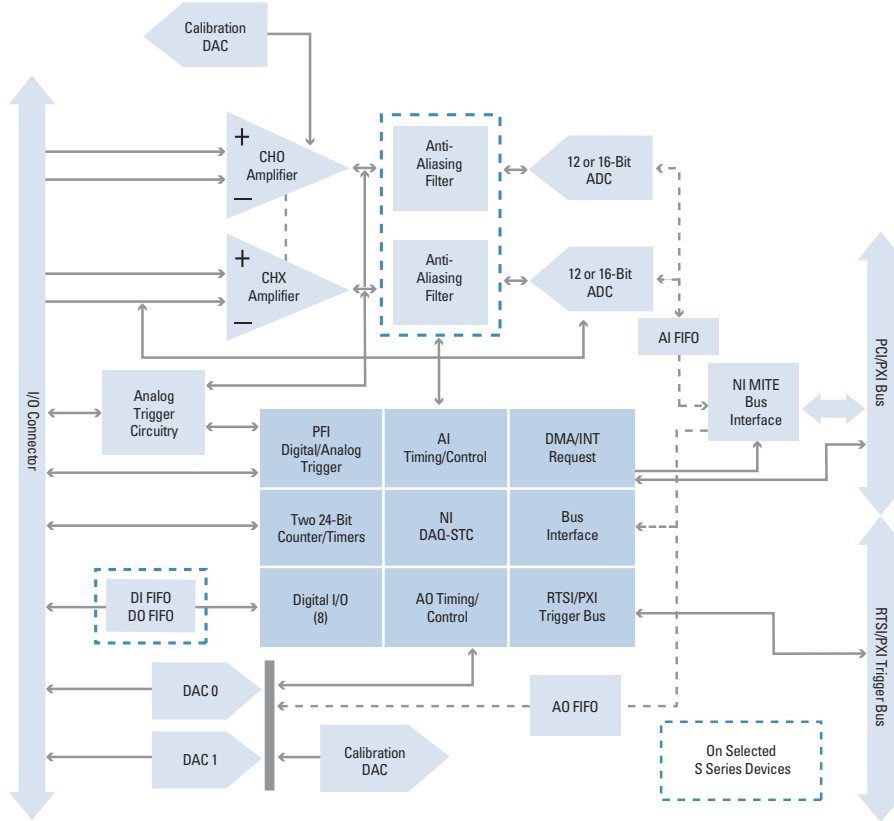 Calibration
DAC
+
CHO
Amplifier
−
Anti-
Aliasing
Filter
12 or 16-Bit
ADC
+
CHX
Amplifier
−
Anti-
Aliasing
Filter
12 or 16-Bit
ADC
AI FIFO
NI MITE
Bus
Interface
PCI/PXI Bus
I/O Connector
Analog
Trigger
Circuitry
PFI
Digital/Analog
Trigger
AI
Timing/Control
DMA/INT
Request
Two 24-Bit
Counter/Timers
NI
DAQ-STC
Bus
Interface
DI FIFO
DO FIFO
Digital I/O
(8)
AO Timing/
Control
RTSI/PXI
Trigger Bus
RTSI/PXI Trigger Bus
DAC 0
AO FIFO
DAC 1
Calibration
DAC
On Selected
S Series Devices